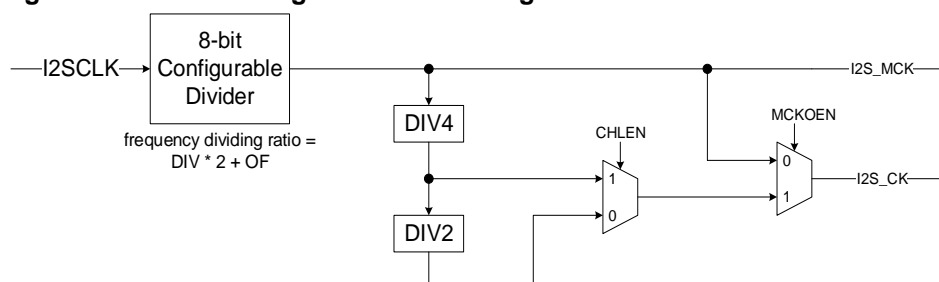 8-bit
Configurable
Divider
I2SCLK
I2S_MCK
frequency dividing ratio =
DIV * 2 + OF
DIV4
CHLEN
MCKOEN
0
1
I2S_CK
1
0
DIV2